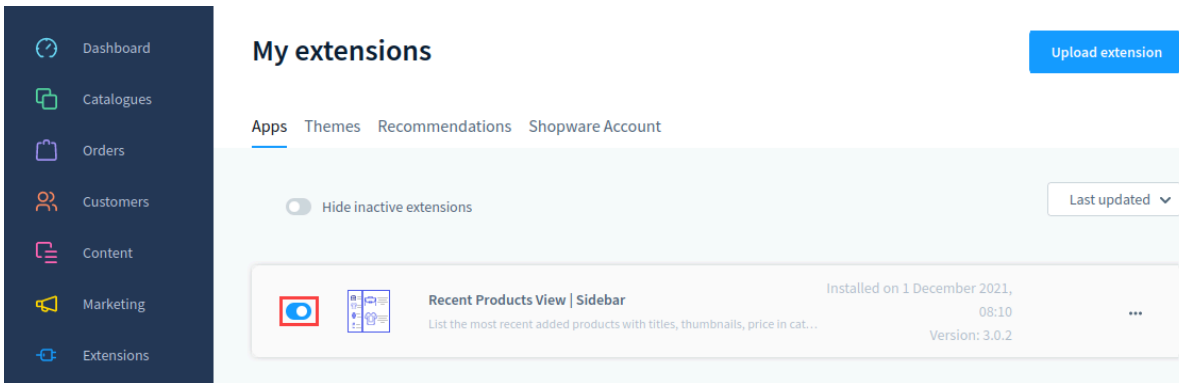 Dashboard
Catalogues
Orders
Customers
Content
Marketing
Extensions
My extensions
Upload extension
Apps Themes Recommendations Shopware Account
Hide inactive extensions
Last updated
Recent Products View | Sidebar
List the most recent added products with titles, thumbnails, price in cat...
Installed on 1 December 2021,
08:10
Version: 3.0.2